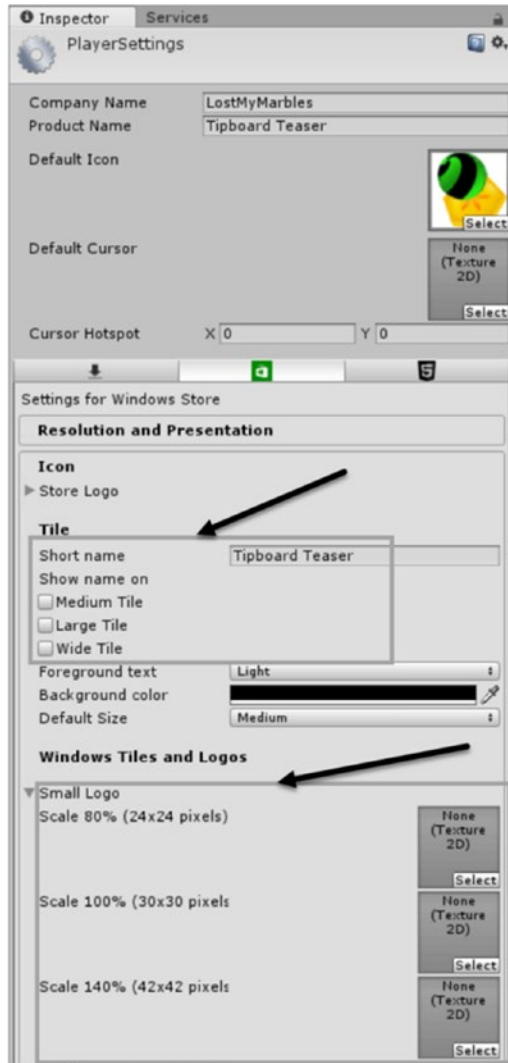 Inspector Services
PlayerSettings
Company Name LostMyMarbles
Product Name Tipboard Teaser
Default Icon
Select
Default Cursor None
(Texture
2D)
Select
Cursor Hotspot X 0 Y 0
Settings for Windows Store
Resolution and Presentation
Icon
Store Logo
Tile
Short name Tipboard Teaser
Show name on
Medium Tile
Large Tile
Wide Tile
Foreground text Light
Background color
Default Size Medium
Windows Tiles and Logos
Small Logo
Scale 80% (24x24 pixels) None
(Texture
2D)
Select
Scale 100% (30x30 pixels None
(Texture
2D)
Select
Scale 140% (42x42 pixels None
(Texture
2D)
Select